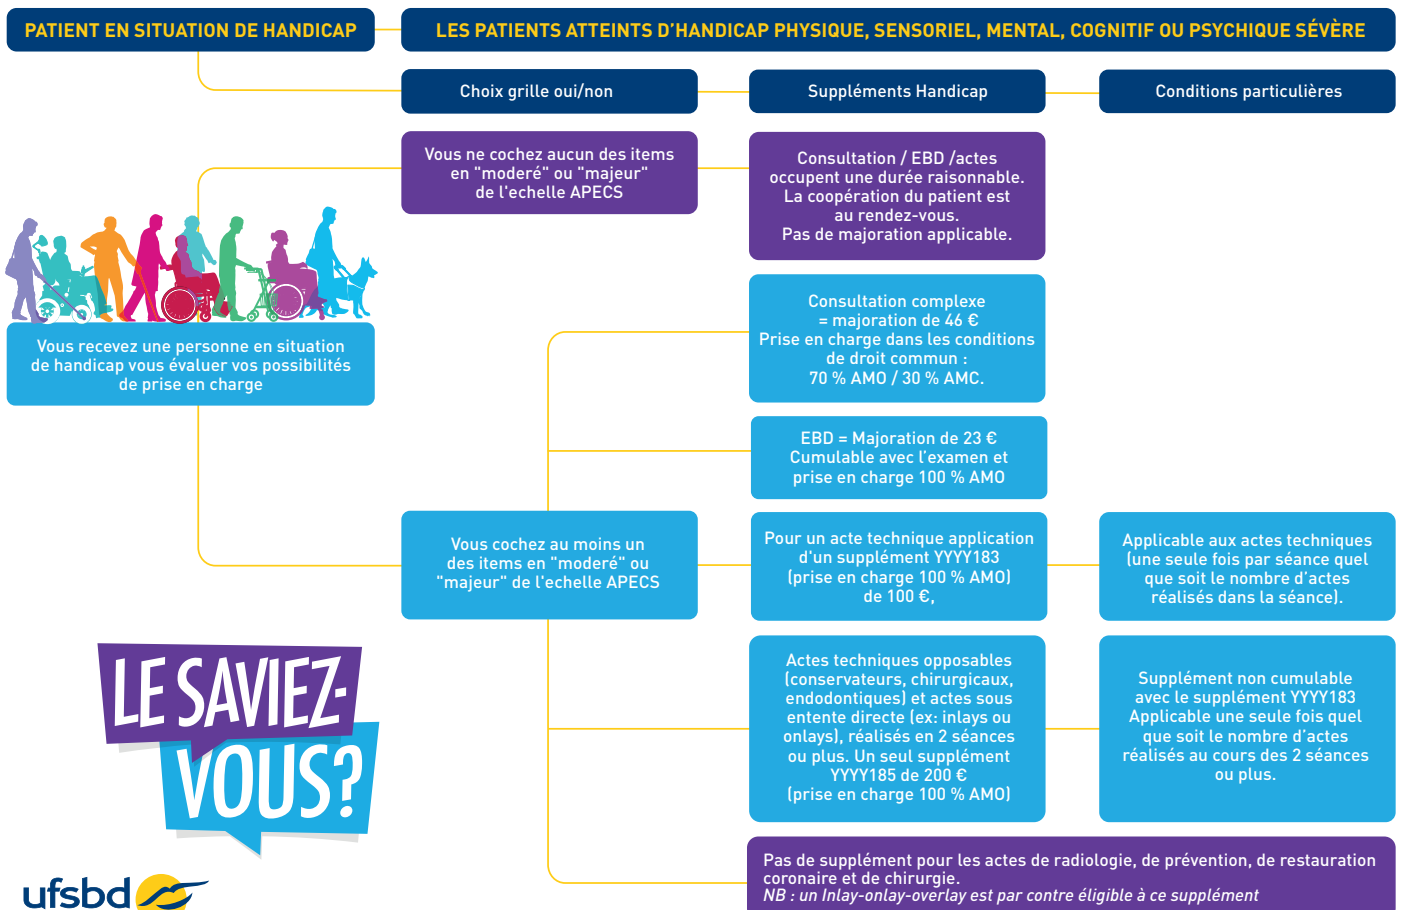 PATIENT EN SITUATION DE HANDICAP
LES PATIENTS ATTEINTS D'HANDICAP PHYSIQUE, SENSORIEL, MENTAL, COGNITIF OU PSYCHIQUE SÉVÈRE
Choix grille oui/non
Suppléments Handicap
Conditions particulières
Vous ne cochez aucun des items
en "moderé" ou "majeur"
de l'echelle APECS
Consultation / EBD /actes
occupent une durée raisonnable.
La coopération du patient est
au rendez-vous.
Pas de majoration applicable.
Vous recevez une personne en situation
de handicap vous évaluer vos possibilités
de prise en charge
Consultation complexe
= majoration de 46 €
Prise en charge dans les conditions
de droit commun :
70 % AMO / 30 % AMC.
EBD = Majoration de 23 €
Cumulable avec l'examen et
prise en charge 100 % AMO
Vous cochez au moins un
des items en "moderé" ou
"majeur" de l'echelle APECS
Pour un acte technique application
d'un supplément YYYY183
(prise en charge 100 % AMO)
de 100 €,
Applicable aux actes techniques
(une seule fois par séance quel
que soit le nombre d'actes
réalisés dans la séance).
Actes techniques opposables
(conservateurs, chirurgicaux,
endodontiques) et actes sous
entente directe (ex: inlays ou
onlays), réalisés en 2 séances
ou plus. Un seul supplément
YYYY185 de 200 €
(prise en charge 100 % AMO)
Supplément non cumulable
avec le supplément YYYY183
Applicable une seule fois quel
que soit le nombre d'actes
réalisés au cours des 2 séances
ou plus.
Pas de supplément pour les actes de radiologie, de prévention, de restauration
coronaire et de chirurgie.
NB : un Inlay-onlay-overlay est par contre éligible à ce supplément
LE SAVIEZ-
VOUS?
ufsbd